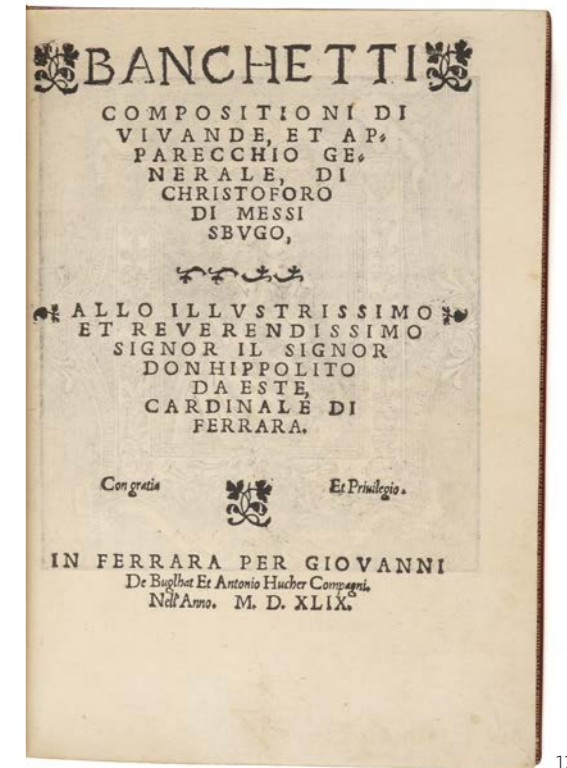 BANCHETTI
COMPOSITIONI DI
VIVANDE, ET AP⸗
PARECCHIO GE⸗
NERALE, DI
CHRISTOFORO
DI MESSI
SBVGO,
ALLO ILLVSTRISSIMO
ET REVERENDISSIMO
SIGNOR IL SIGNOR
DON HIPPOLITO
DA ESTE,
CARDINALE DI
FERRARA.
Con gratia Et Priuilegio.
IN FERRARA PER GIOVANNI
De Buglhat Et Antonio Hucher Compagni.
Nell'Anno. M. D. XLIX.